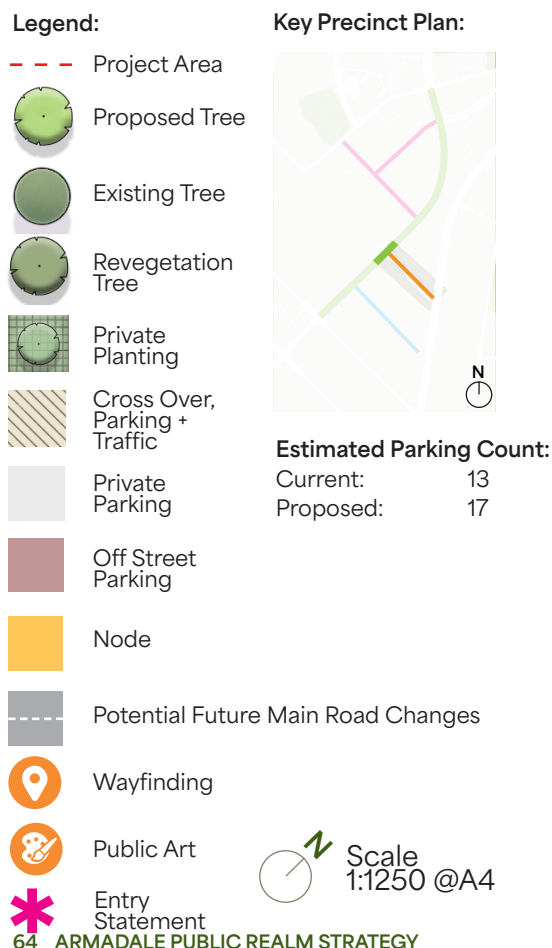 Legend:
Project Area
Proposed Tree
Existing Tree
Revegetation
Tree
Private
Planting
Cross Over,
Parking +
Traffic
Private
Parking
Off Street
Parking
Node
Potential Future Main Road Changes
Wayfinding
Public Art
Entry
Statement
Key Precinct Plan:
N
Estimated Parking Count:
Current: 13
Proposed: 17
N
Scale
1:1250 @A4
64 ARMADALE PUBLIC REALM STRATEGY